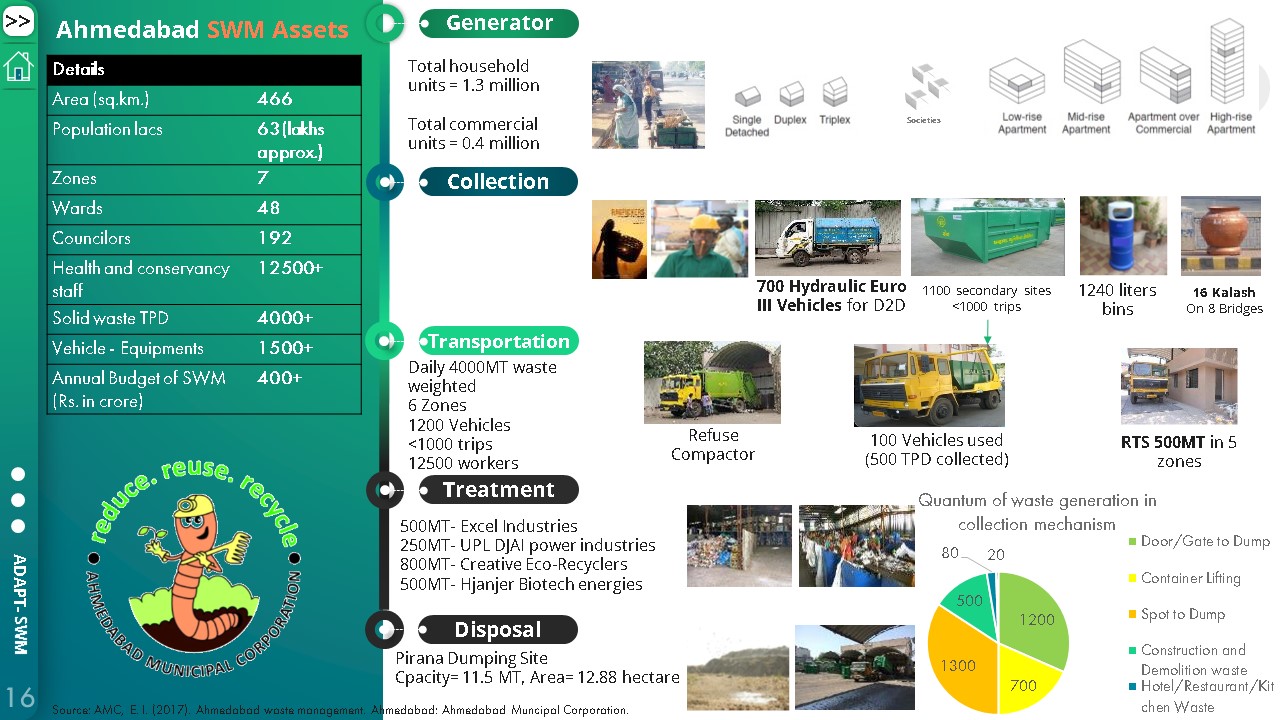 >>
Ahmedabad SWM Assets
Details
Area (sq.km.) 466
Population lacs 63(lakhs
approx.)
Zones 7
Wards 48
Councilors 192
Health and conservancy 12500+
staff
Solid waste TPD 4000+
Vehicle - Equipments 1500+
Annual Budget of SWM 400+
(Rs. in crore)
reduce. reuse. recycle
AHMEDABAD MUNICIPAL CORPORATION
ADAPT- SWM
16
Generator
Total household
units = 1.3 million
Total commercial
units = 0.4 million
Single
Detached
Duplex
Triplex
Societies
Low-rise
Apartment
Mid-rise
Apartment
Apartment over
Commercial
High-rise
Apartment
Collection
RAGPICKERS
700 Hydraulic Euro
III Vehicles for D2D
1100 secondary sites
<1000 trips
1240 liters
bins
16 Kalash
On 8 Bridges
Transportation
Daily 4000MT waste
weighted
6 Zones
1200 Vehicles
<1000 trips
12500 workers
Refuse
Compactor
100 Vehicles used
(500 TPD collected)
RTS 500MT in 5
zones
Treatment
500MT- Excel Industries
250MT- UPL DJAI power industries
800MT- Creative Eco-Recyclers
500MT- Hjanjer Biotech energies
Quantum of waste generation in
collection mechanism
80
20
500
1200
1300
700
Door/Gate to Dump
Container Lifting
Spot to Dump
Construction and
Demolition waste
Hotel/Restaurant/Kit
chen Waste
Disposal
Pirana Dumping Site
Cpacity= 11.5 MT, Area= 12.88 hectare
Source: AMC, E. I. (2017). Ahmedabad waste management. Ahmedabad: Ahmedabad Muncipal Corporation.